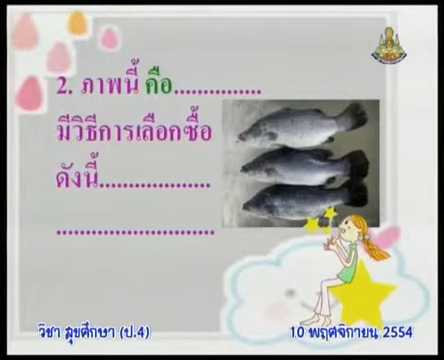 2. ภาพนี้ คือ...............
มีวิธีการเลือกซื้อ
ดังนี้...................
...........................
วิชา สุขศึกษา (ป.4)
10 พฤศจิกายน 2554